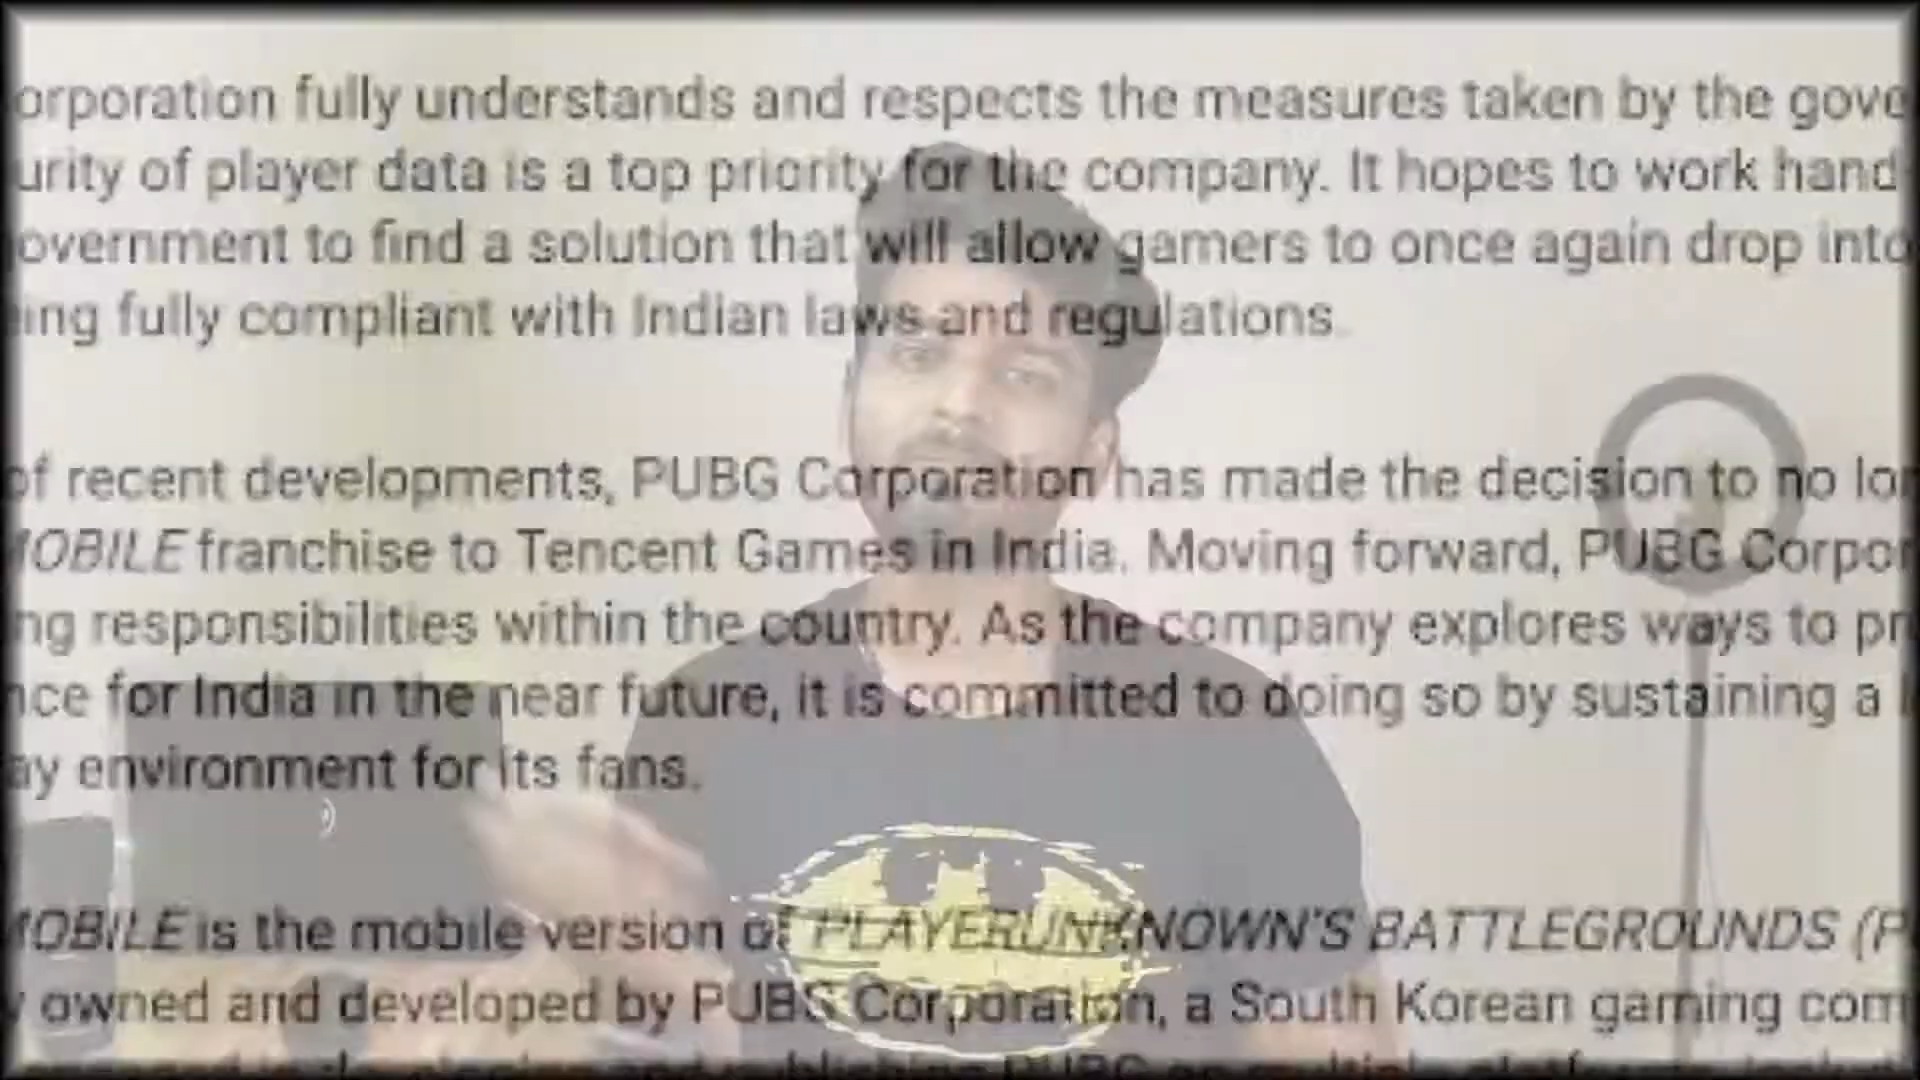 orporation fully understands and respects the measures taken by the gove
urity of player data is a top priority for the company. It hopes to work hand
overnment to find a solution that will allow gamers to once again drop into
ing fully compliant with Indian laws and regulations.
of recent developments, PUBG Corporation has made the decision to no lon
MOBILE franchise to Tencent Games in India. Moving forward, PUBG Corpor
ng responsibilities within the country. As the company explores ways to pr
nce for India in the near future, it is committed to doing so by sustaining a
ay environment for its fans.
MOBILE is the mobile version of PLAYERUNKNOWN'S BATTLEGROUNDS (P
y owned and developed by PUBG Corporation, a South Korean gaming com